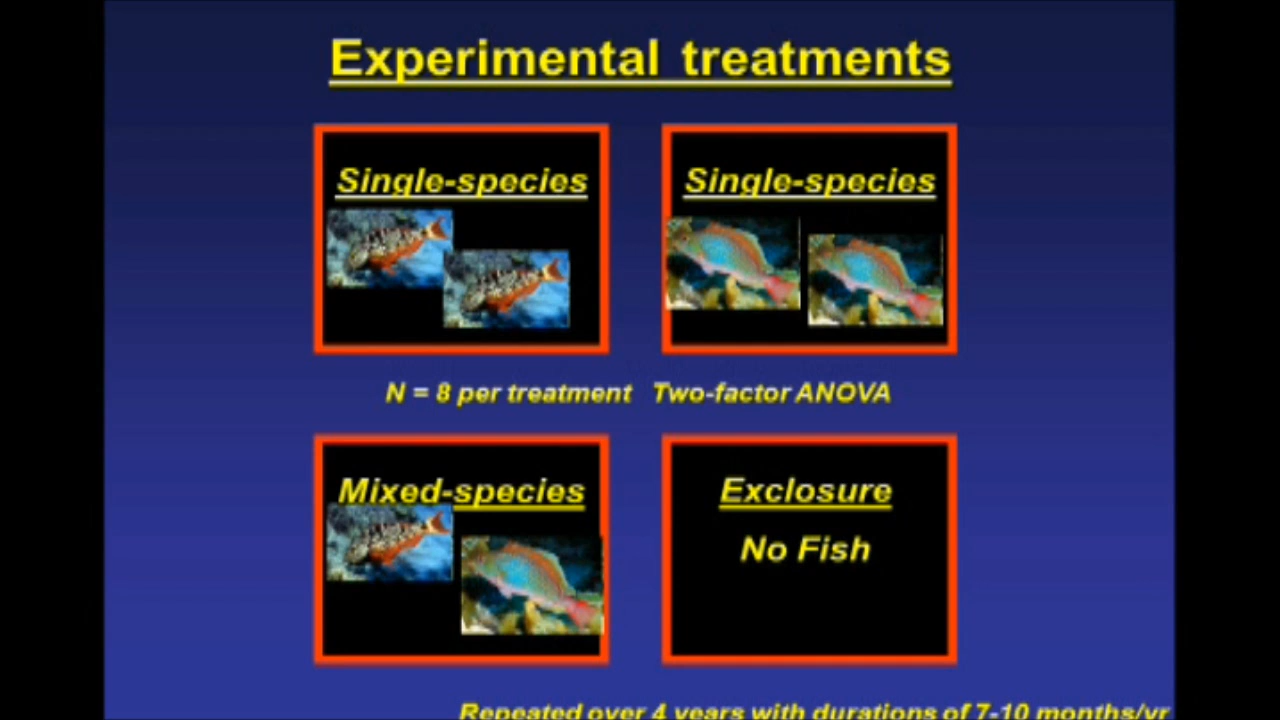 Experimental treatments
Single-species
Single-species
N = 8 per treatment Two-factor ANOVA
Mixed-species
Exclosure
No Fish
Repeated over 4 years with durations of 7-10 months/yr